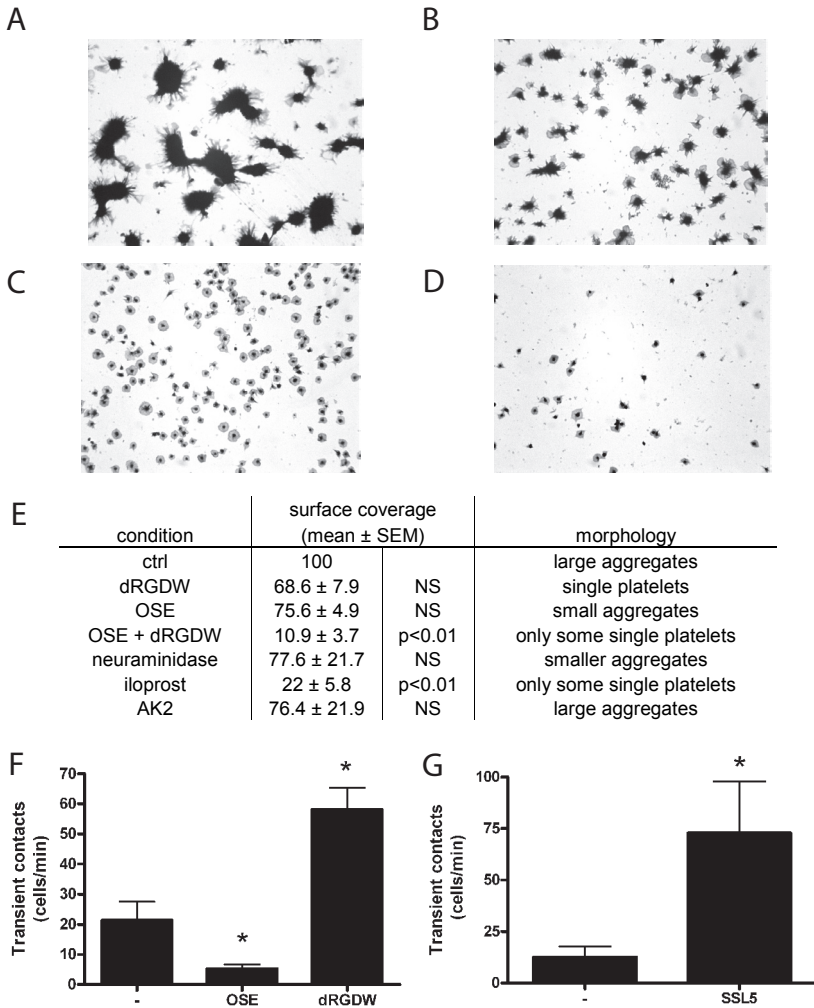 A
B
C
D
E
condition surface coverage (mean ± SEM) morphology
ctrl 100 large aggregates
dRGDW 68.6 ± 7.9 NS single platelets
OSE 75.6 ± 4.9 NS small aggregates
OSE + dRGDW 10.9 ± 3.7 p<0.01 only some single platelets
neuraminidase 77.6 ± 21.7 NS smaller aggregates
iloprost 22 ± 5.8 p<0.01 only some single platelets
AK2 76.4 ± 21.9 NS large aggregates
F
Transient contacts
(cells/min)
70
60
50
40
30
20
10
0
*
*
- OSE dRGDW
G
Transient contacts
(cells/min)
100
75
50
25
0
*
- SSL5